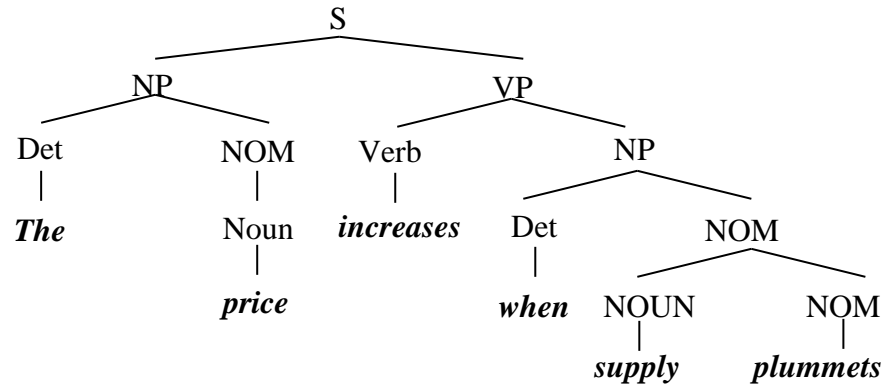 S
NP VP
Det NOM Verb NP
The Noun increases Det NOM
price when NOUN NOM
supply plummets